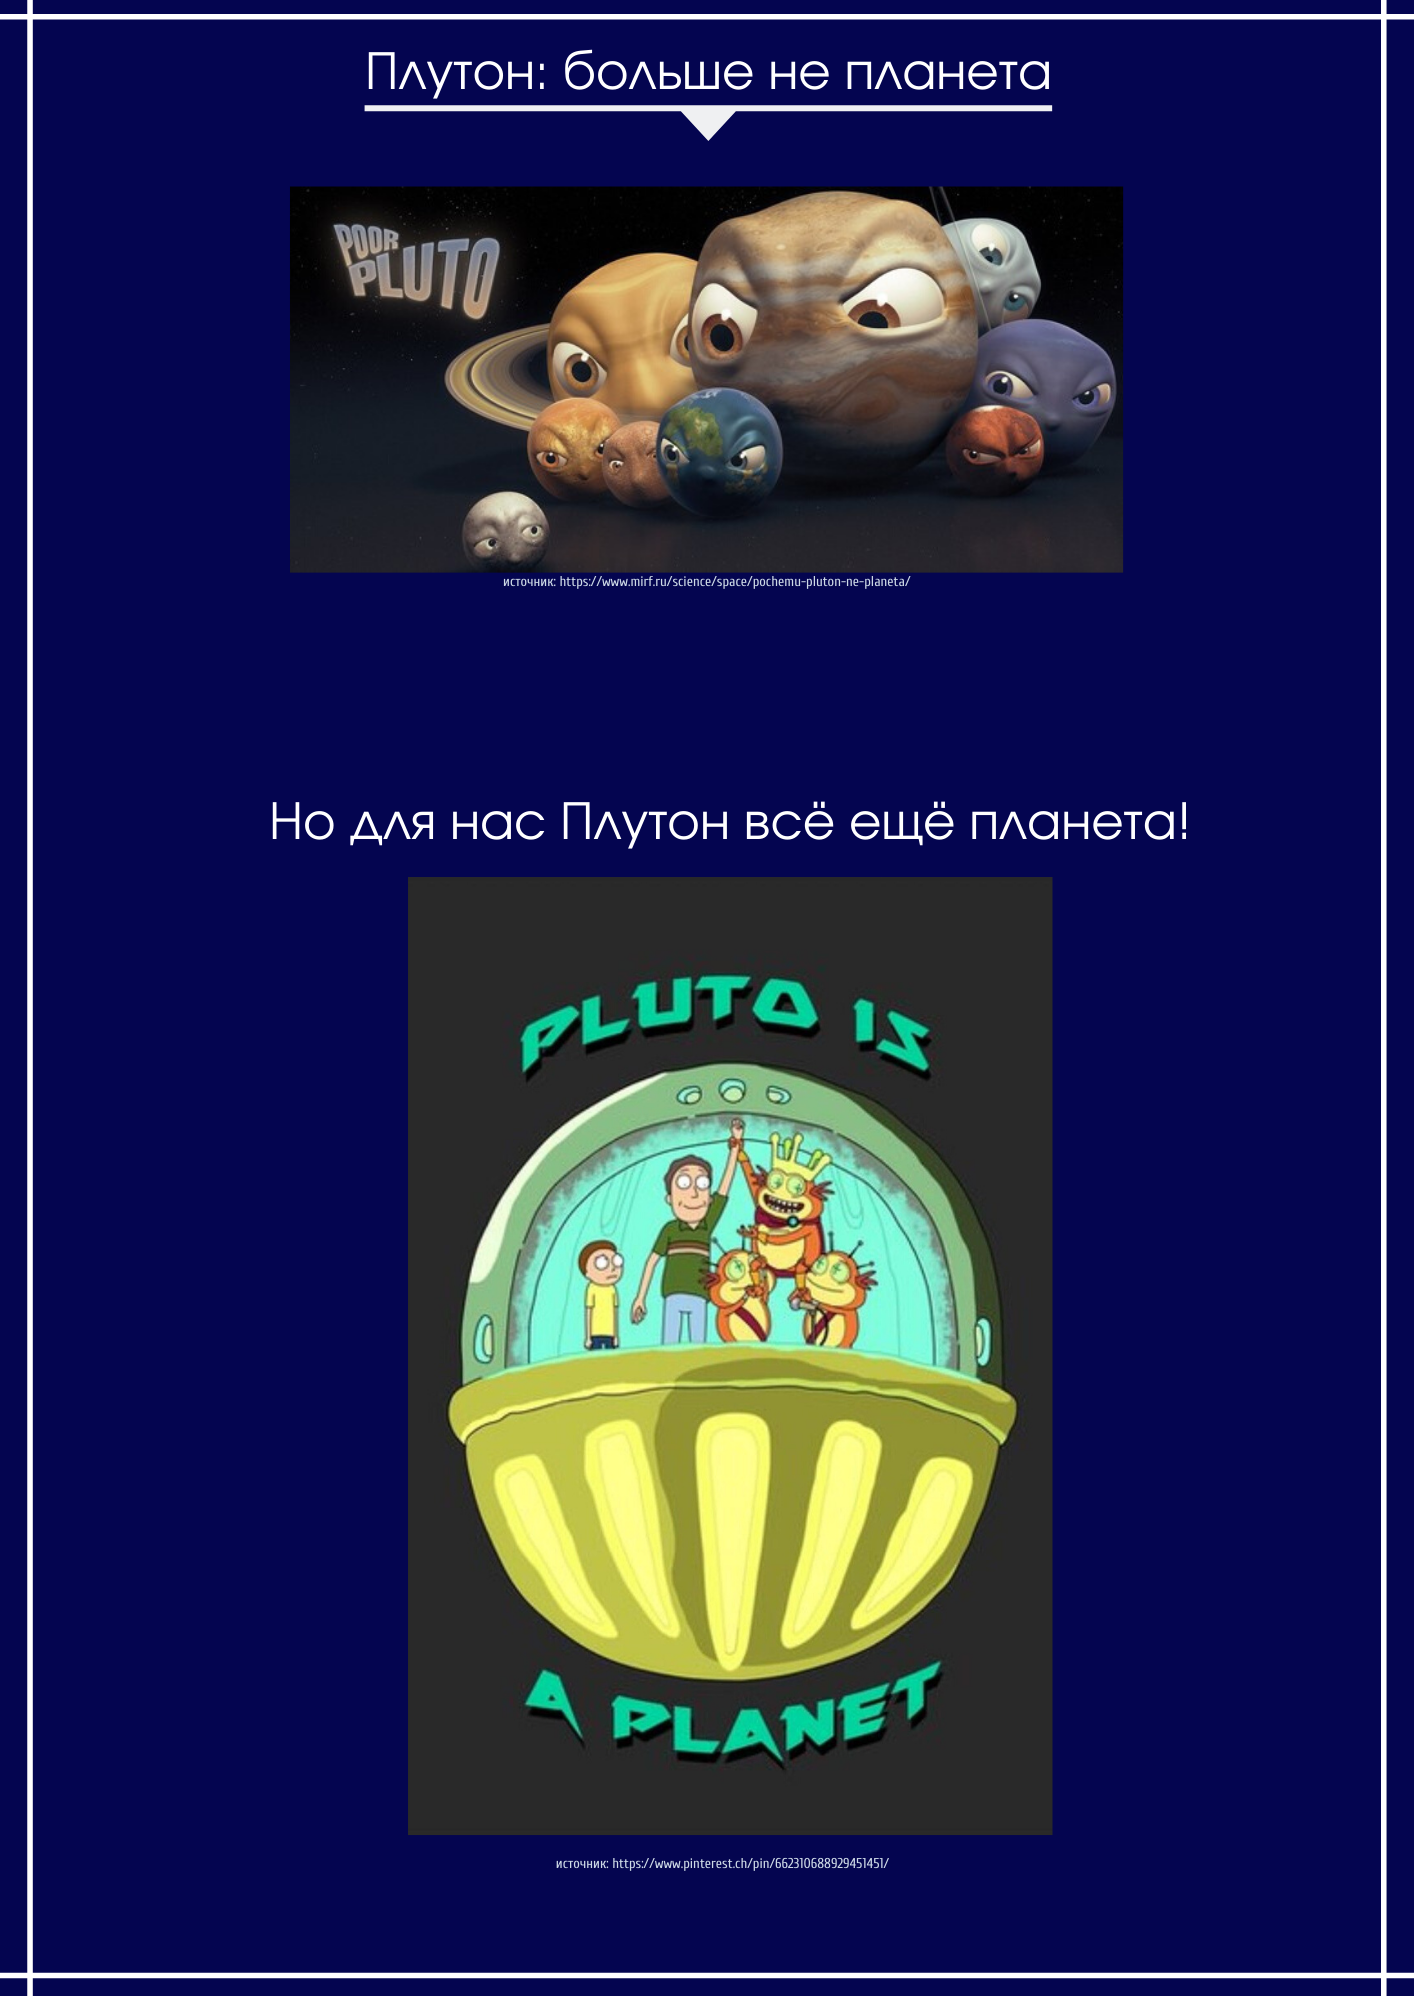 Плутон: больше не планета
POOR
PLUTO
источник: https://www.mirf.ru/science/space/pochemu-pluton-ne-planeta/
Но для нас Плутон всё ещё планета!
PLUTO IS
A PLANET
источник: https://www.pinterest.ch/pin/662310688929451451/